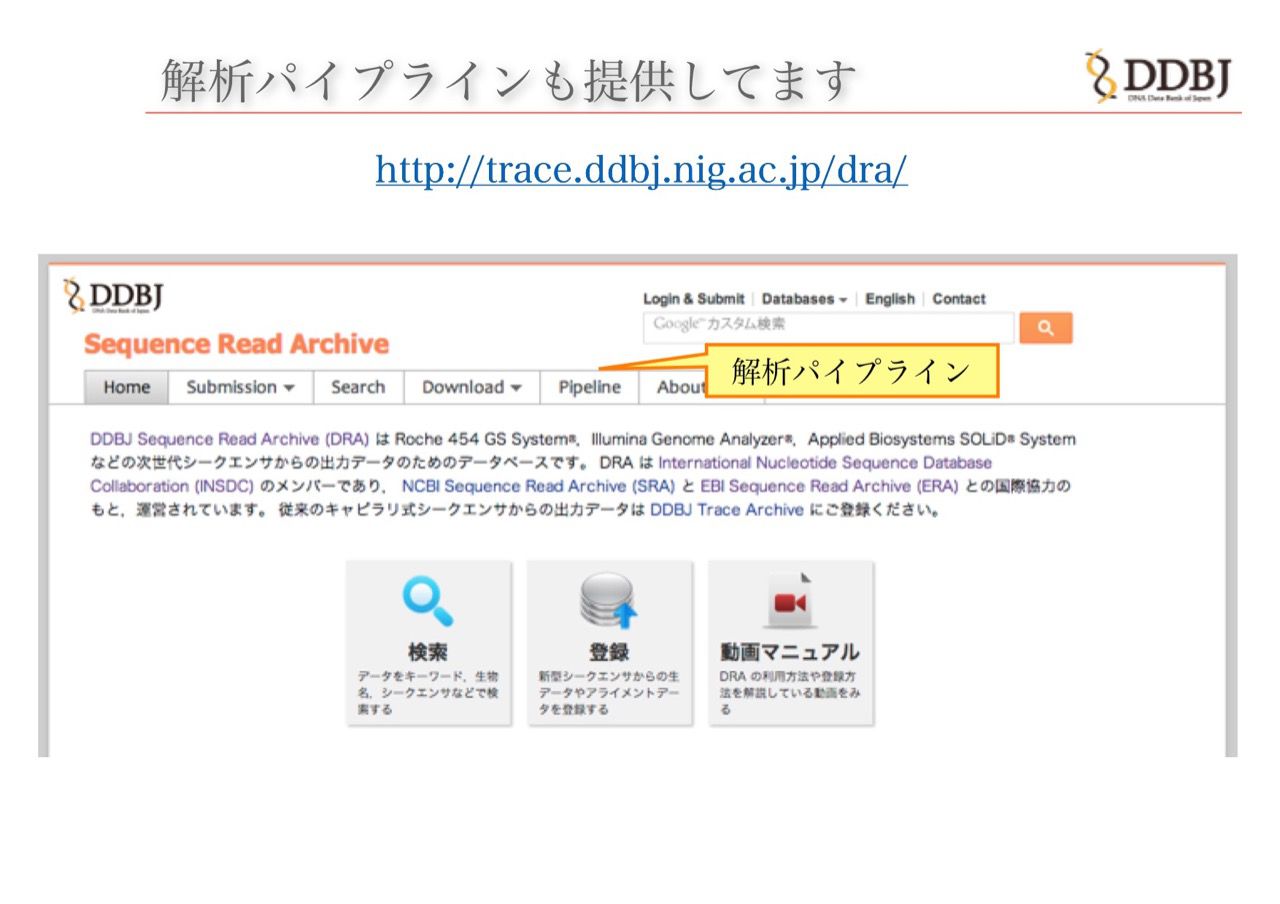 解析パイプラインも提供してます
DDBJ
DNA Data Bank of Japan
http://trace.ddbj.nig.ac.jp/dra/
DDBJ
DNA Data Bank of Japan
Login & Submit | Databases | English | Contact
Google™カスタム検索
Sequence Read Archive
解析パイプライン
Home Submission Search Download Pipeline About
DDBJ Sequence Read Archive (DRA) は Roche 454 GS System®, Illumina Genome Analyzer®, Applied Biosystems SOLiD® System
などの次世代シークエンサからの出力データのためのデータベースです。 DRA は International Nucleotide Sequence Database
Collaboration (INSDC) のメンバーであり， NCBI Sequence Read Archive (SRA) と EBI Sequence Read Archive (ERA) との国際協力の
もと，運営されています。 従来のキャピラリ式シークエンサからの出力データは DDBJ Trace Archive にご登録ください。
検索
データをキーワード，生物
名，シークエンサなどで検
索する
登録
新型シークエンサからの生
データやアライメントデー
タを登録する
動画マニュアル
DRA の利用方法や登録方
法を解説している動画をみ
る